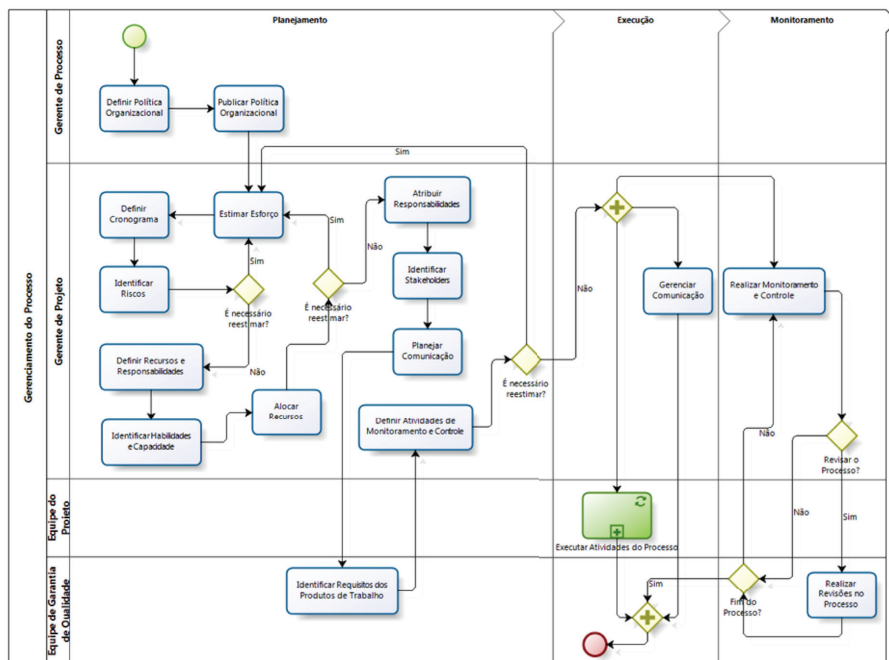 Planejamento
Execução
Monitoramento
Gerenciamento do Processo
Gerente de Processo
Definir Política
Organizacional
Publicar Política
Organizacional
Sim
Gerente de Projeto
Definir
Cronograma
Estimar Esforço
Sim
Atribuir
Responsabilidades
Não
Identificar
Riscos
Sim
É necessário
reestimar?
É necessário
reestimar?
Identificar
Stakeholders
Não
Gerenciar
Comunicação
Realizar Monitoramento
e Controle
Definir Recursos e
Responsabilidades
Não
Planejar
Comunicação
É necessário
reestimar?
Alocar
Recursos
Identificar Habilidades
e Capacidade
Definir Atividades de
Monitoramento e Controle
Não
Revisar o
Processo?
Equipe do
Projeto
Executar Atividades do Processo
Não
Sim
Equipe de Garantia
de Qualidade
Identificar Requisitos dos
Produtos de Trabalho
Sim
Fim do
Processo?
Realizar
Revisões no
Processo